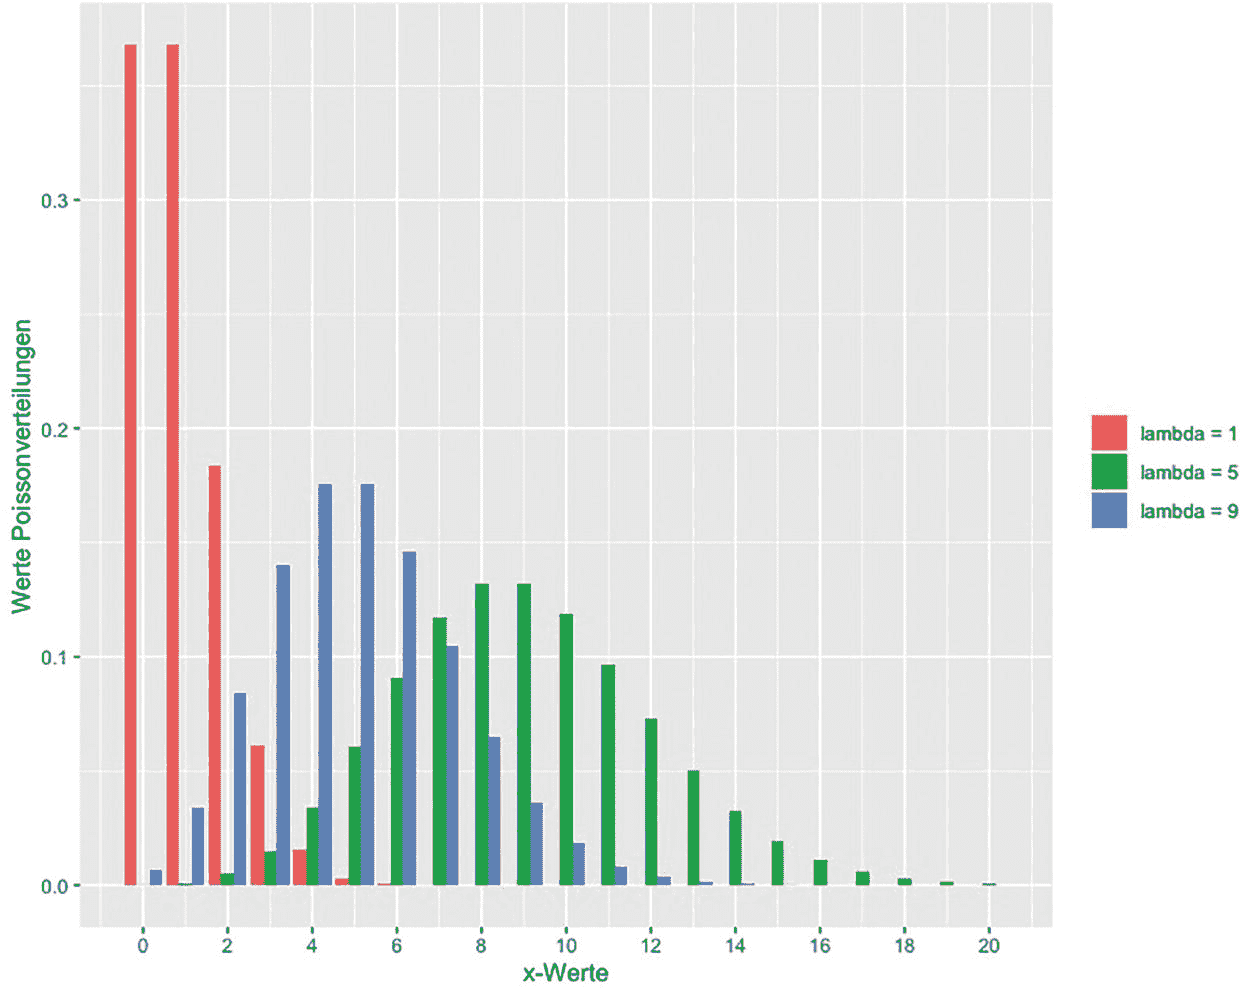 0.3
0.2
0.1
0.0
Werte Poissonverteilungen
0 2 4 6 8 10 12 14 16 18 20
x-Werte
lambda = 1
lambda = 5
lambda = 9